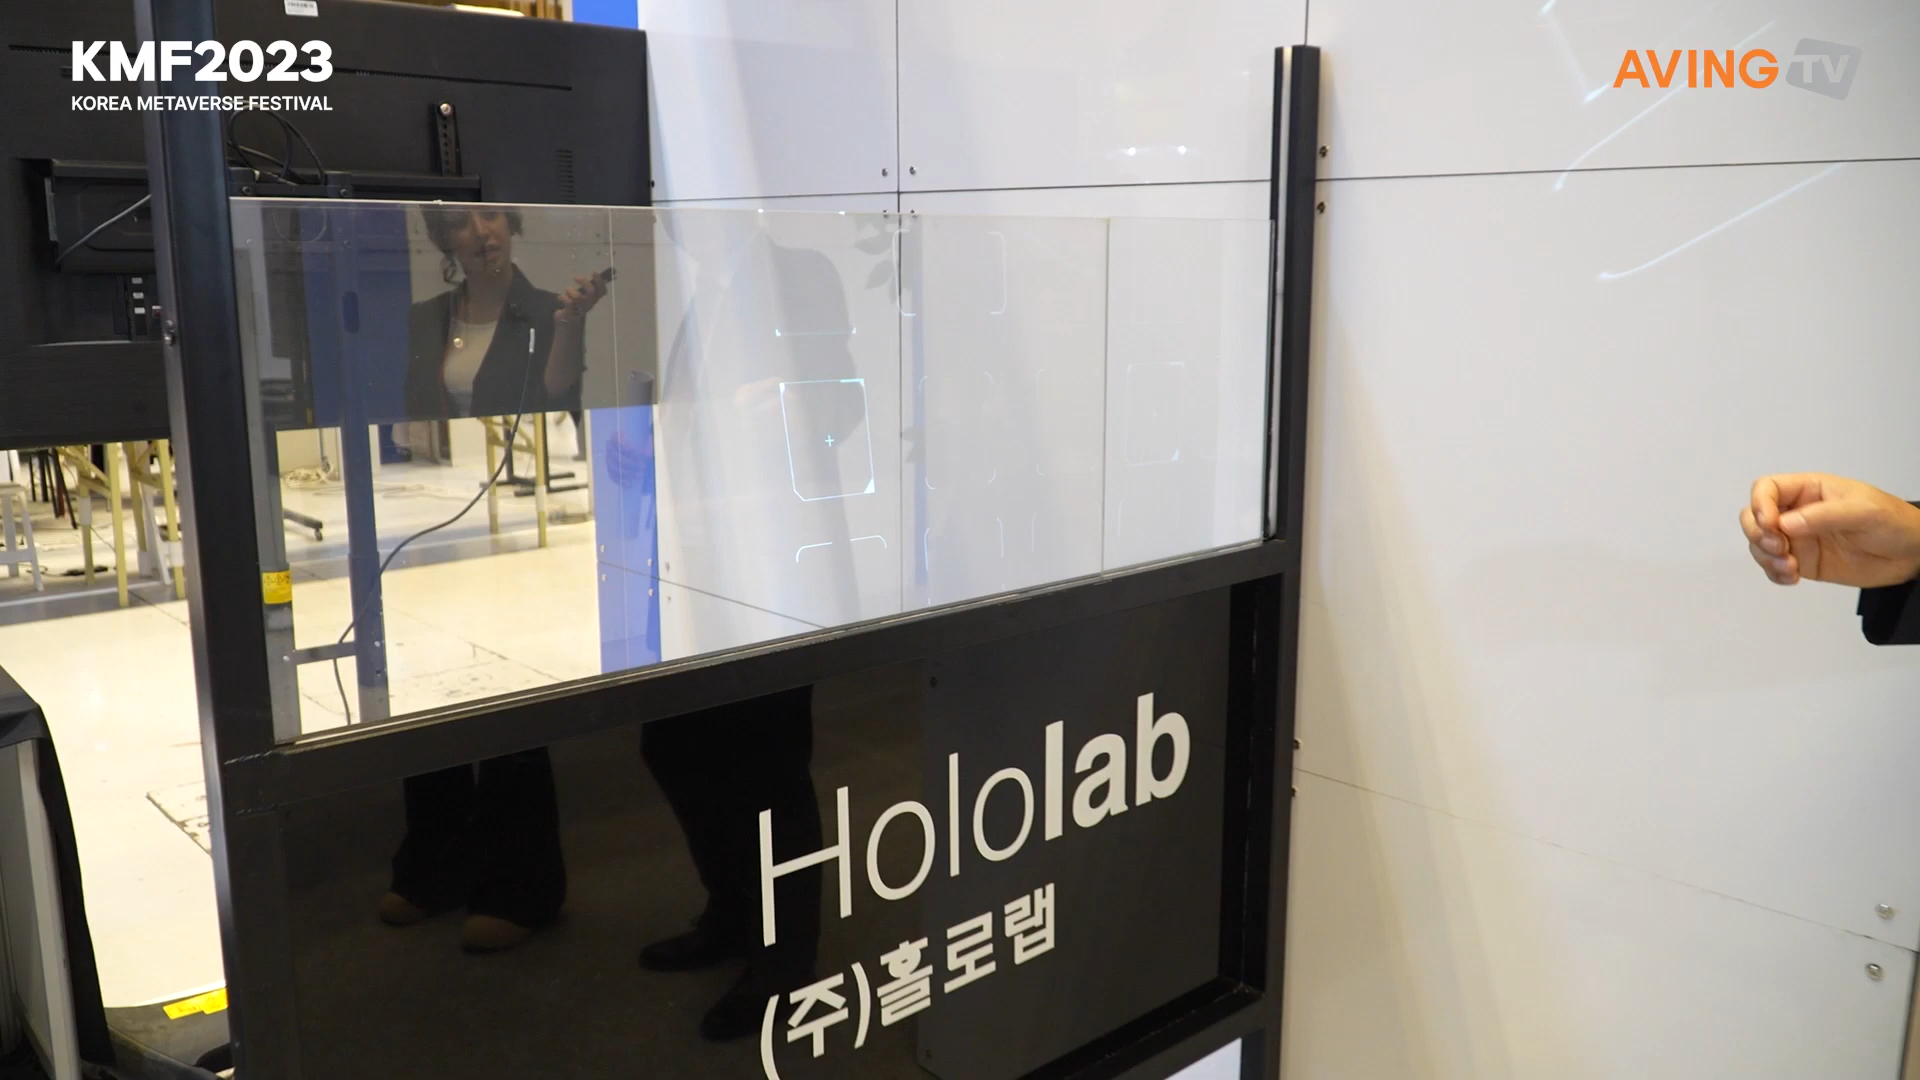 KMF2023
KOREA METAVERSE FESTIVAL
AVING TV
Hololab
(주)홀로랩